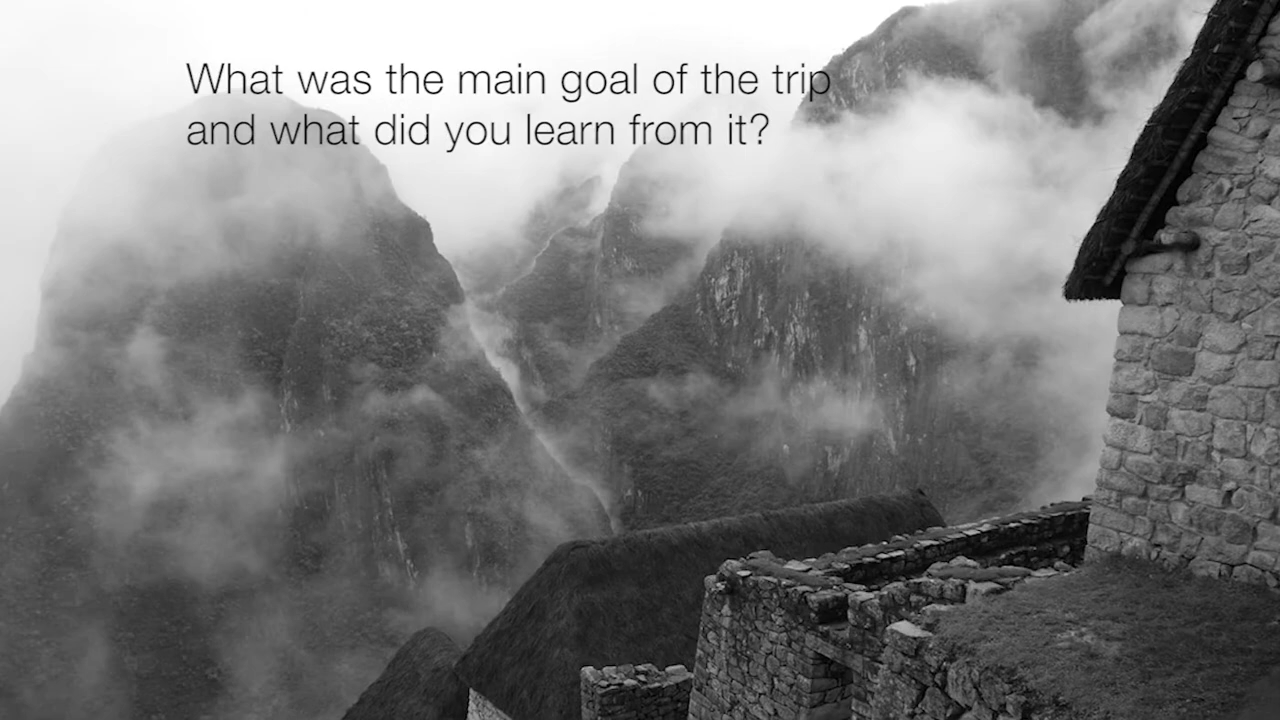 What was the main goal of the trip
and what did you learn from it?